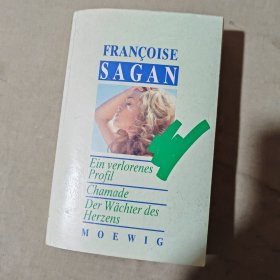 FRANÇOISE
SAGAN
Ein verlorenes
Profil
Chamade
Der Wächter des
Herzens
MOEWIG